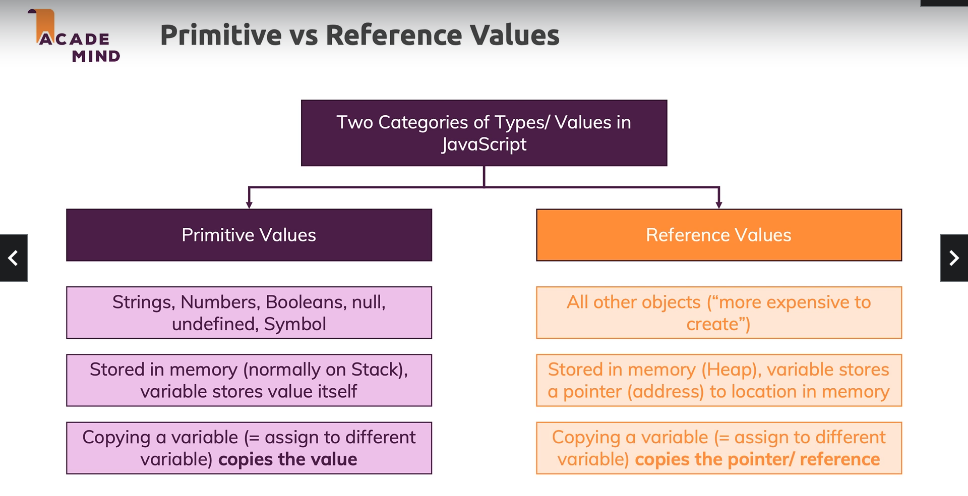 ACADE
MIND
Primitive vs Reference Values
Two Categories of Types/ Values in
JavaScript
Primitive Values
Reference Values
Strings, Numbers, Booleans, null,
undefined, Symbol
All other objects (“more expensive to
create”)
Stored in memory (normally on Stack),
variable stores value itself
Stored in memory (Heap), variable stores
a pointer (address) to location in memory
Copying a variable (= assign to different
variable) copies the value
Copying a variable (= assign to different
variable) copies the pointer/ reference